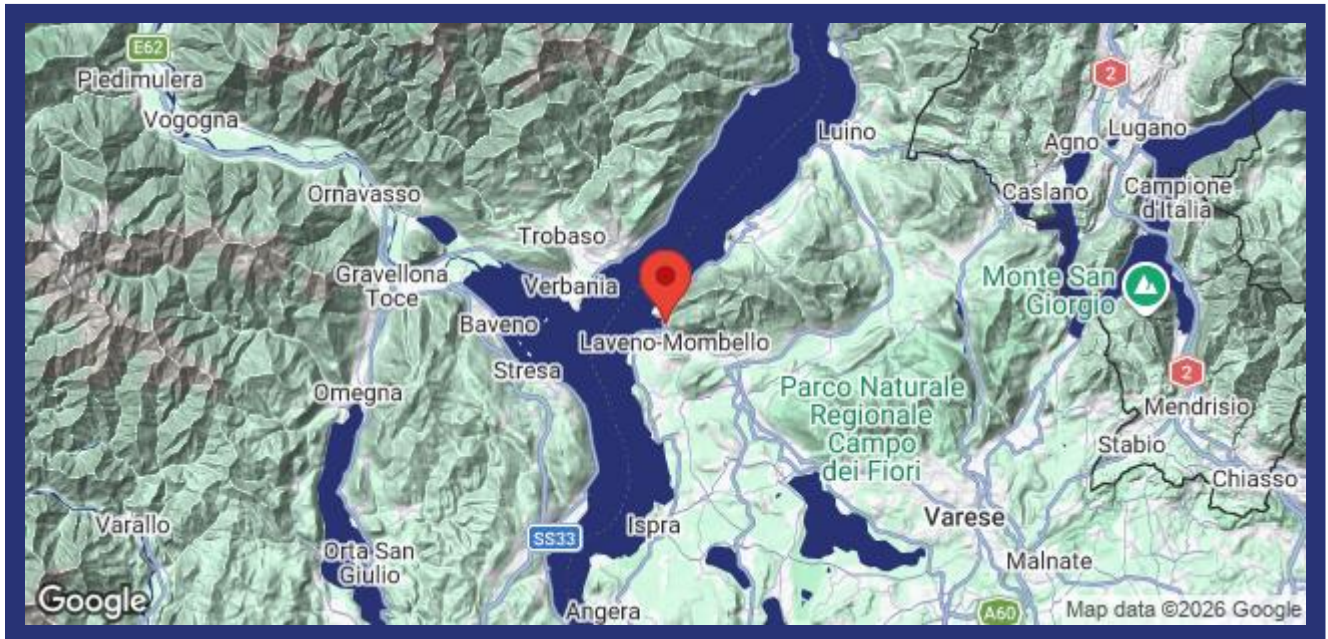 E62
Piedimulera
Vogogna
2
Luino
Agno
Lugano
Ornavasso
Caslano
Campione
d'Italia
Trobaso
Gravellona
Toce
Verbania
Monte San
Giorgio
Baveno
Laveno-Mombello
Stresa
2
Omegna
Parco Naturale
Regionale
Campo
dei Fiori
Mendrisio
Stabio
Chiasso
Varallo
Ispra
Varese
SS33
Orta San
Giulio
Malnate
Google
Angera
A60
Map data ©2026 Google